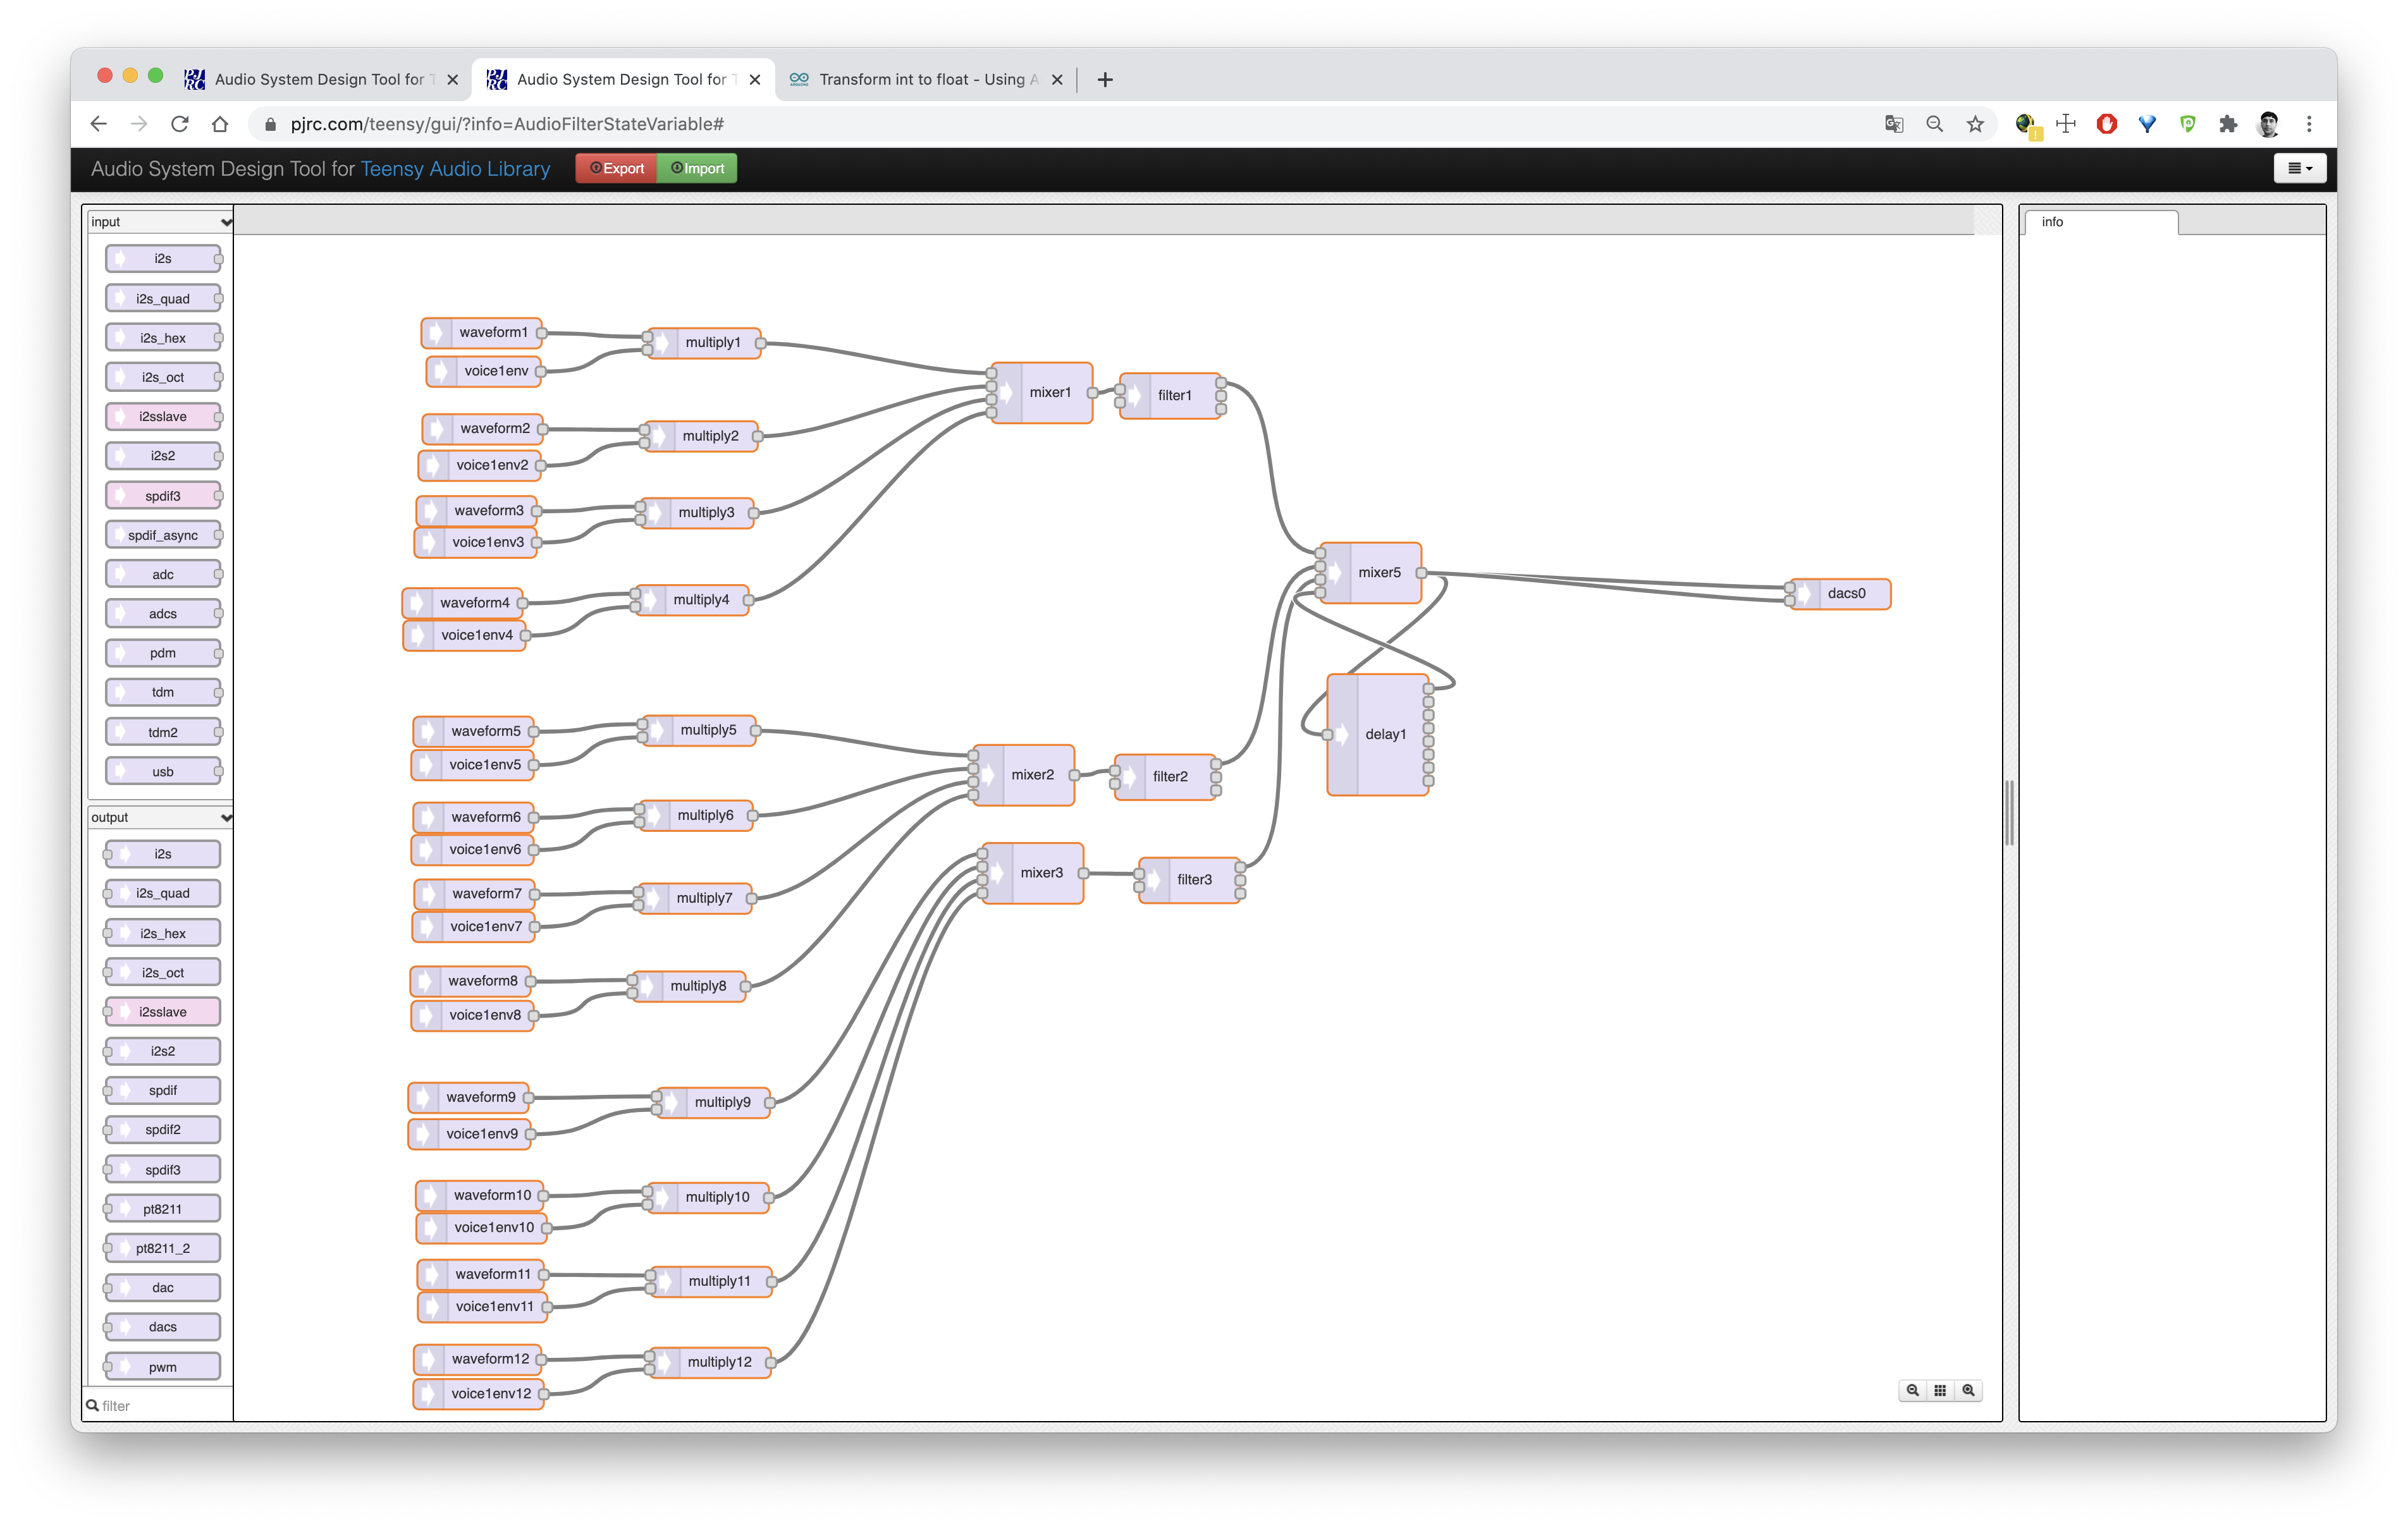 Audio System Design Tool for T
Audio System Design Tool for T
Transform int to float - Using A
pjrc.com/teensy/gui/?info=AudioFilterStateVariable#
Audio System Design Tool for Teensy Audio Library
Export
Import
input
i2s
i2s_quad
i2s_hex
i2s_oct
i2sslave
i2s2
spdif3
spdif_async
adc
adcs
pdm
tdm
tdm2
usb
output
i2s
i2s_quad
i2s_hex
i2s_oct
i2sslave
i2s2
spdif
spdif2
spdif3
pt8211
pt8211_2
dac
dacs
pwm
filter
waveform1
voice1env
multiply1
waveform2
voice1env2
multiply2
waveform3
voice1env3
multiply3
waveform4
voice1env4
multiply4
mixer1
filter1
waveform5
voice1env5
multiply5
waveform6
voice1env6
multiply6
waveform7
voice1env7
multiply7
waveform8
voice1env8
multiply8
mixer2
filter2
waveform9
voice1env9
multiply9
waveform10
voice1env10
multiply10
waveform11
voice1env11
multiply11
waveform12
voice1env12
multiply12
mixer3
filter3
mixer5
delay1
dacs0
info